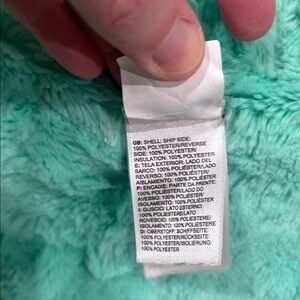 GB: SHELL: SHIP SIDE:
100% POLYESTER/REVERSE
SIDE: 100% POLYESTER/
INSULATION: 100% POLYESTER
E: TELA EXTERIOR: LADO DEL
BARCO: 100% POLIÉSTER/LADO
REVERSO: 100% POLIÉSTER/
AISLAMIENTO: 100% POLIÉSTER
P: ENCAIXE: PARTE DA FRENTE:
100% POLIÉSTER/LADO DO
AVESSO: 100% POLIÉSTER/
ISOLAMENTO: 100% POLIÉSTER
I: GUSCIO: LATO ESTERNO:
100% POLIESTERE/LATO
ROVESCIO: 100% POLIESTERE/
ISOLAMENTO: 100% POLIESTERE
D: OBERSTOFF: SCHIFFSEITE:
100% POLYESTER/RÜCKSEITE:
100% POLYESTER/ISOLIERUNG:
100% POLYESTER